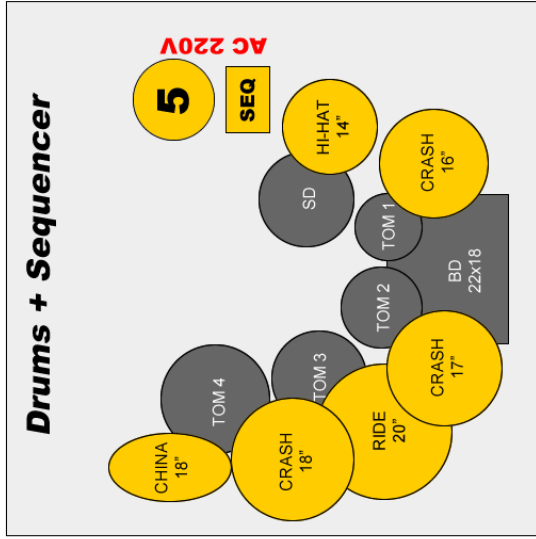 Drums + Sequencer
AC 220V
5
SEQ
HI-HAT
14”
CRASH
16”
SD
TOM 1
BD
22x18
TOM 2
CRASH
17”
TOM 3
RIDE
20”
TOM 4
CRASH
18”
CHINA
18”